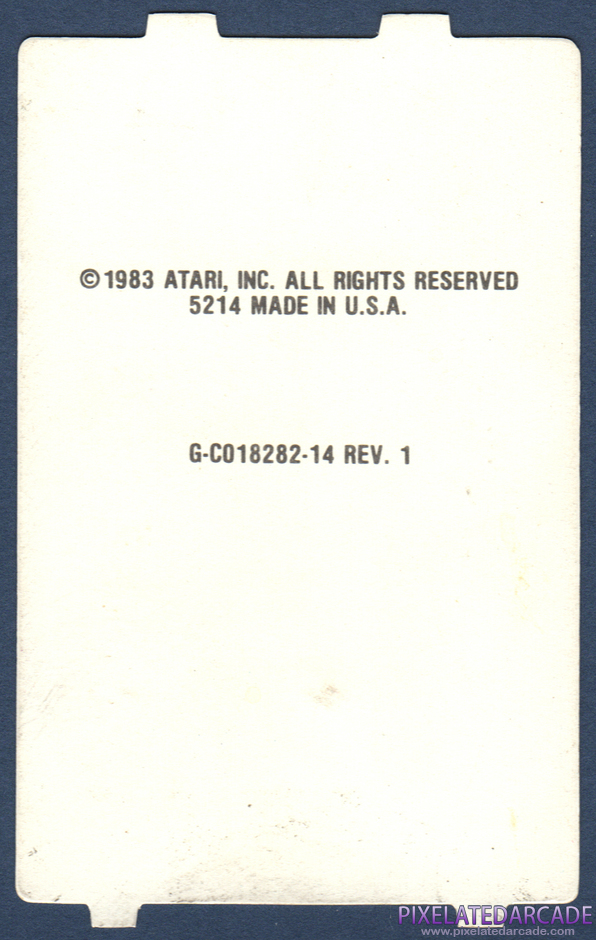 ©1983 ATARI, INC. ALL RIGHTS RESERVED
5214 MADE IN U.S.A.
G-C018282-14 REV. 1
PIXELATEDARCADE
www.pixelatedarcade.com